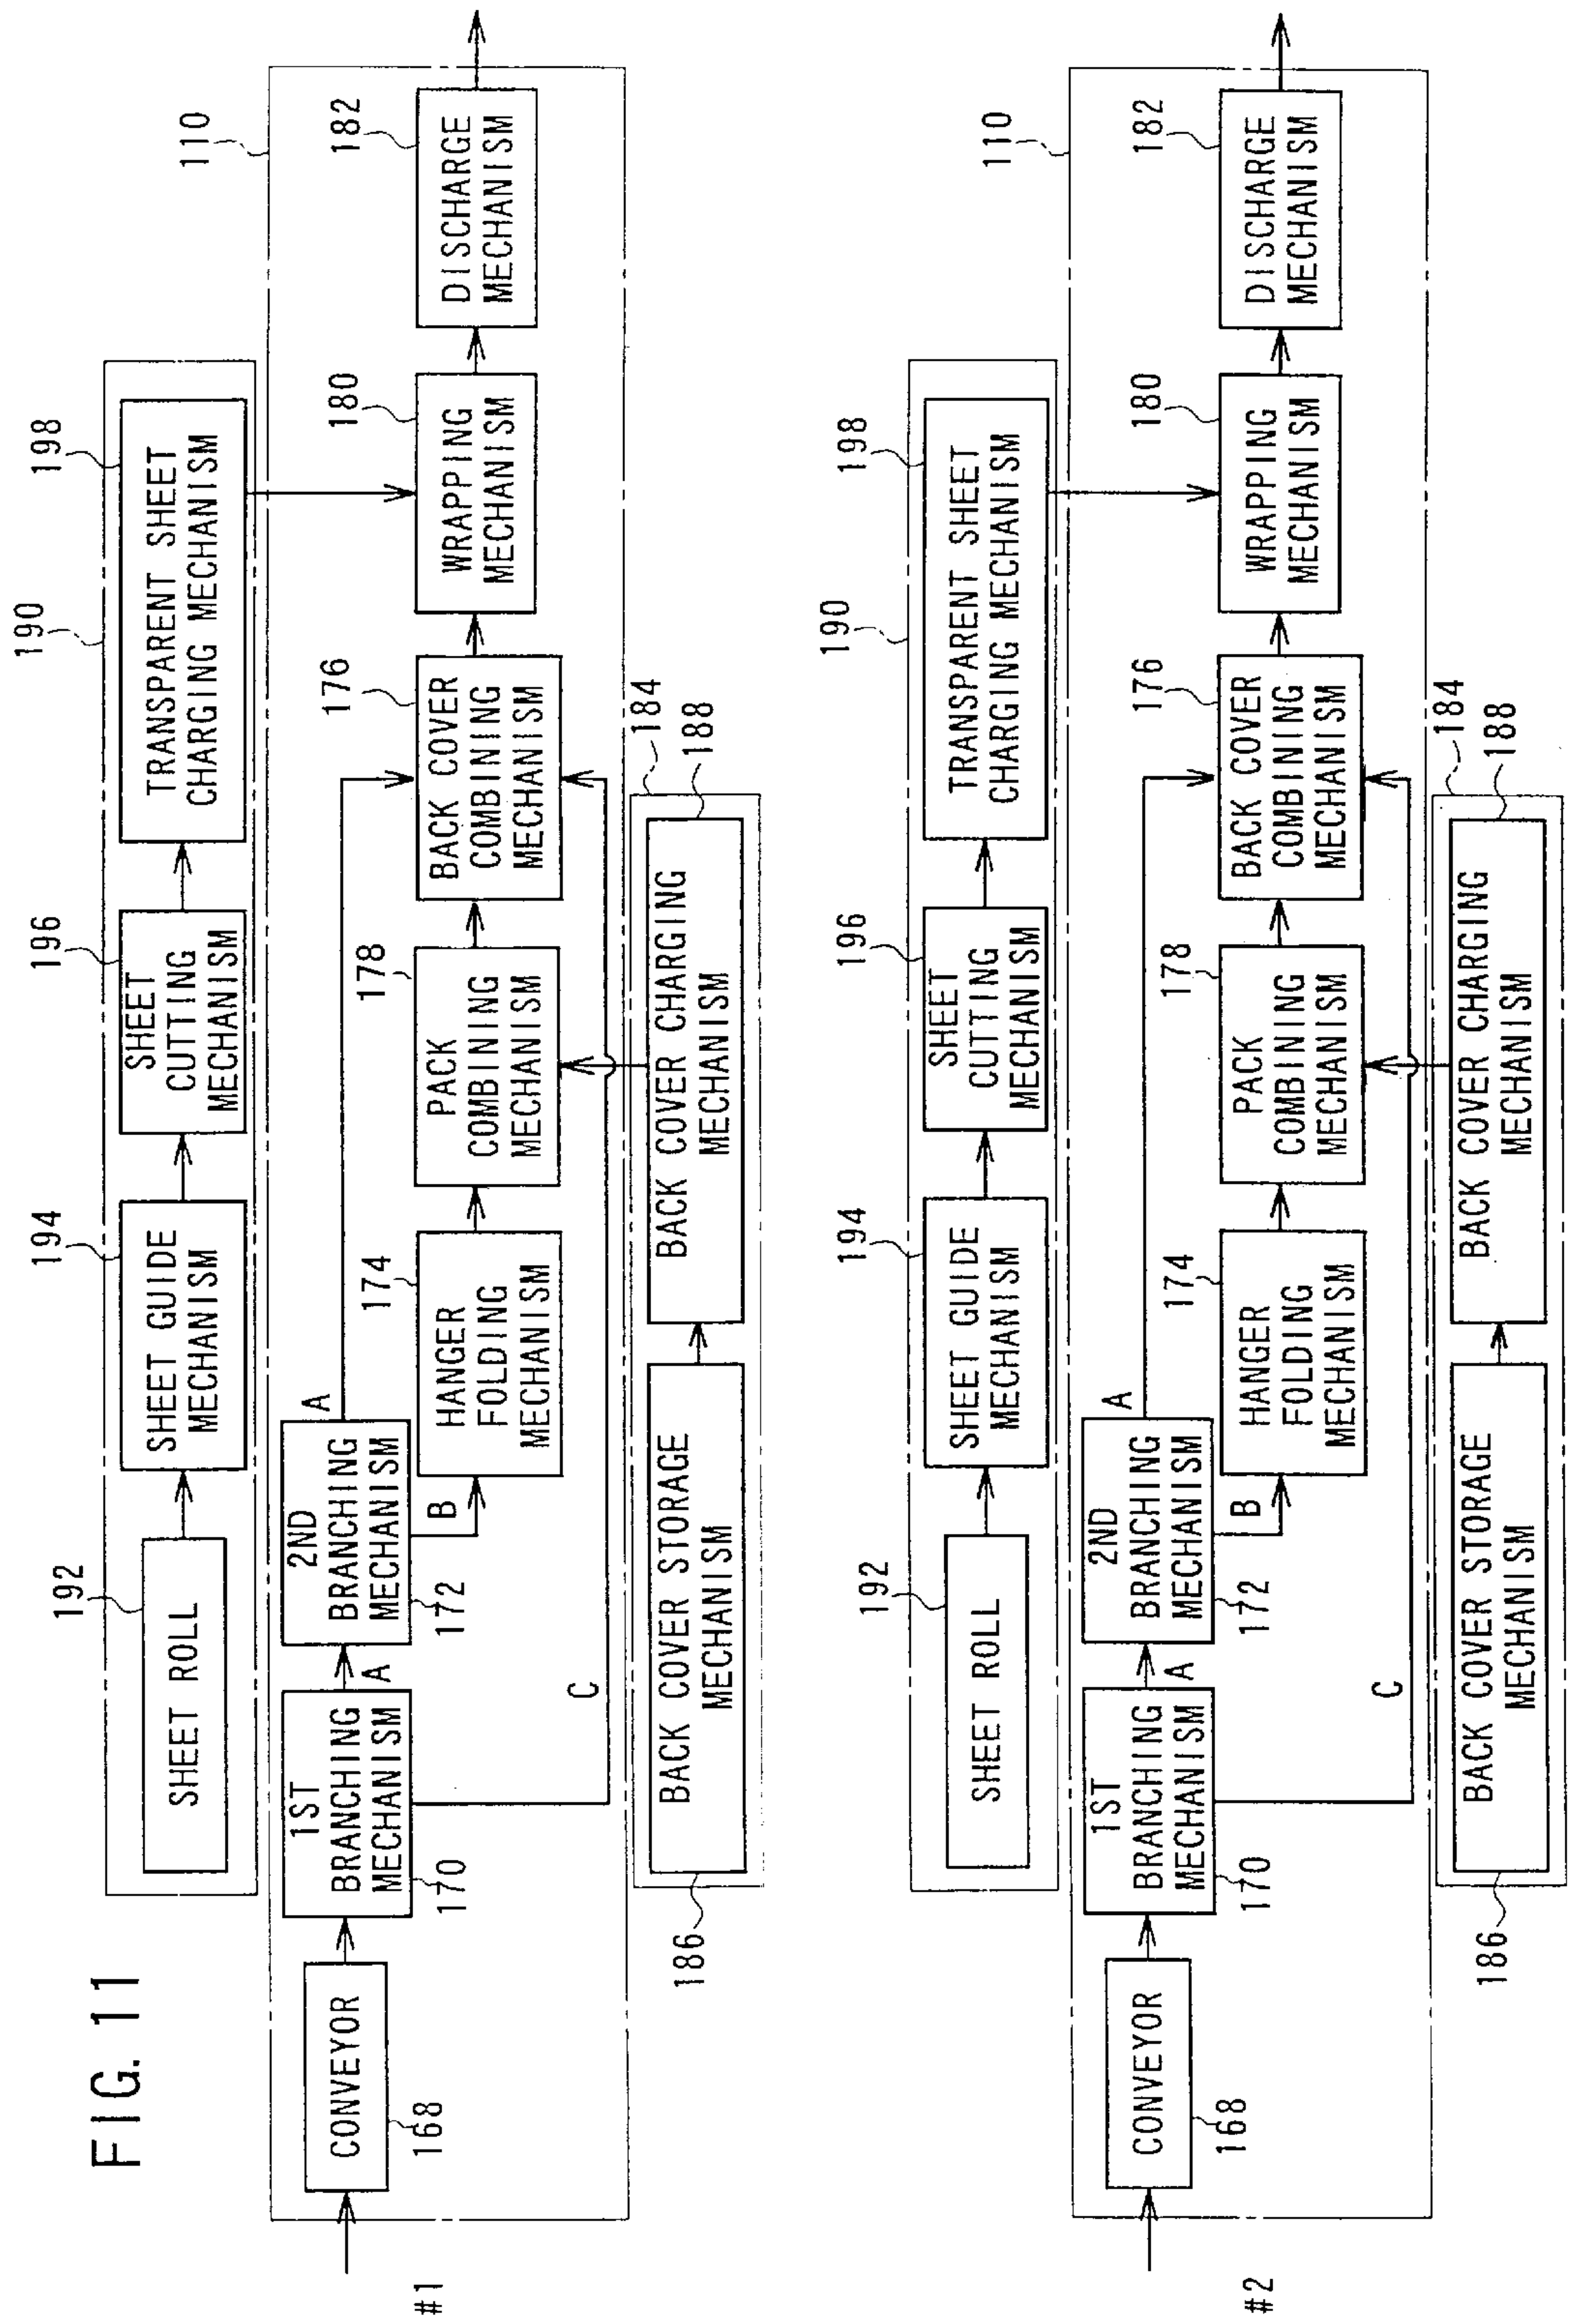 FIG. 11
#1
190
192
SHEET ROLL
194
SHEET GUIDE
MECHANISM
196
SHEET
CUTTING
MECHANISM
198
TRANSPARENT SHEET
CHARGING MECHANISM
110
CONVEYOR
168
1ST
BRANCHING
MECHANISM
170
A
2ND
BRANCHING
MECHANISM
172
A
B
C
HANGER
FOLDING
MECHANISM
174
PACK
COMBINING
MECHANISM
178
BACK COVER
COMBINING
MECHANISM
176
WRAPPING
MECHANISM
180
DISCHARGE
MECHANISM
182
184
BACK COVER STORAGE
MECHANISM
186
BACK COVER CHARGING
MECHANISM
188
#2
190
192
SHEET ROLL
194
SHEET GUIDE
MECHANISM
196
SHEET
CUTTING
MECHANISM
198
TRANSPARENT SHEET
CHARGING MECHANISM
110
CONVEYOR
168
1ST
BRANCHING
MECHANISM
170
A
2ND
BRANCHING
MECHANISM
172
A
B
C
HANGER
FOLDING
MECHANISM
174
PACK
COMBINING
MECHANISM
178
BACK COVER
COMBINING
MECHANISM
176
WRAPPING
MECHANISM
180
DISCHARGE
MECHANISM
182
184
BACK COVER STORAGE
MECHANISM
186
BACK COVER CHARGING
MECHANISM
188